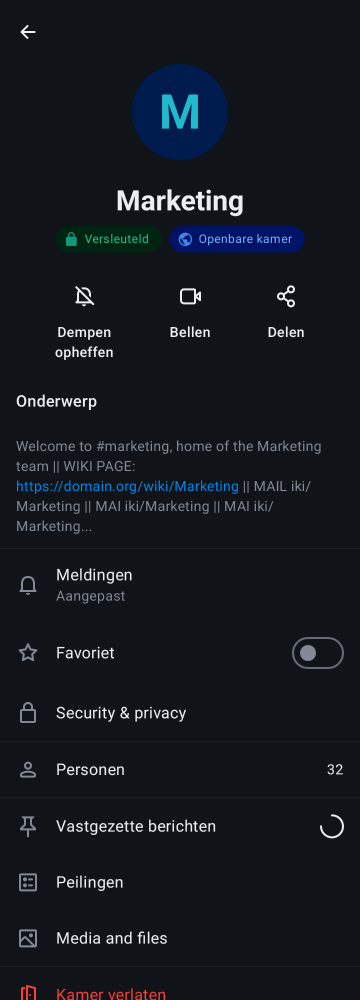 M
Marketing
Versleuteld
Openbare kamer
Dempen
opheffen
Bellen
Delen
Onderwerp
Welcome to #marketing, home of the Marketing
team || WIKI PAGE:
https://domain.org/wiki/Marketing || MAIL iki/
Marketing || MAI iki/Marketing || MAI iki/
Marketing...
Meldingen
Aangepast
Favoriet
Security & privacy
Personen 32
Vastgezette berichten
Peilingen
Media and files
Kamer verlaten